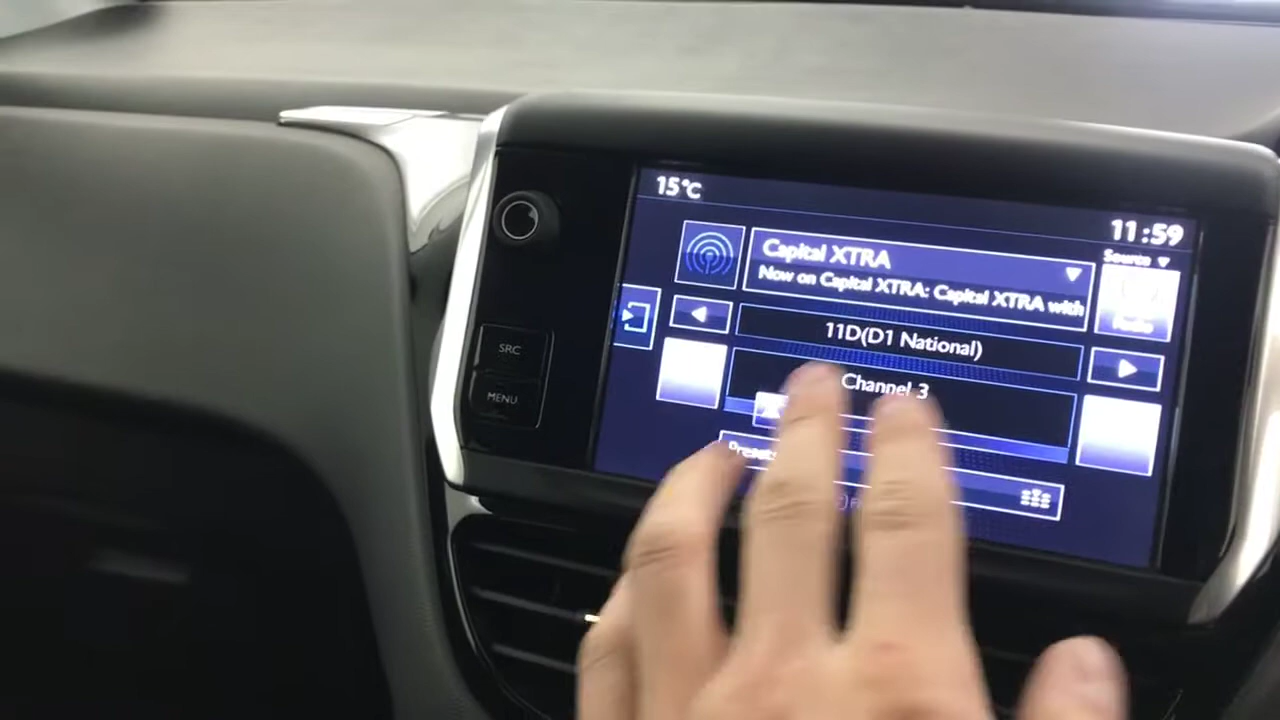 15°C
11:59
Capital XTRA
Source
Now on Capital XTRA: Capital XTRA with
11D(D1 National)
SRC
Channel 3
MENU
Presets